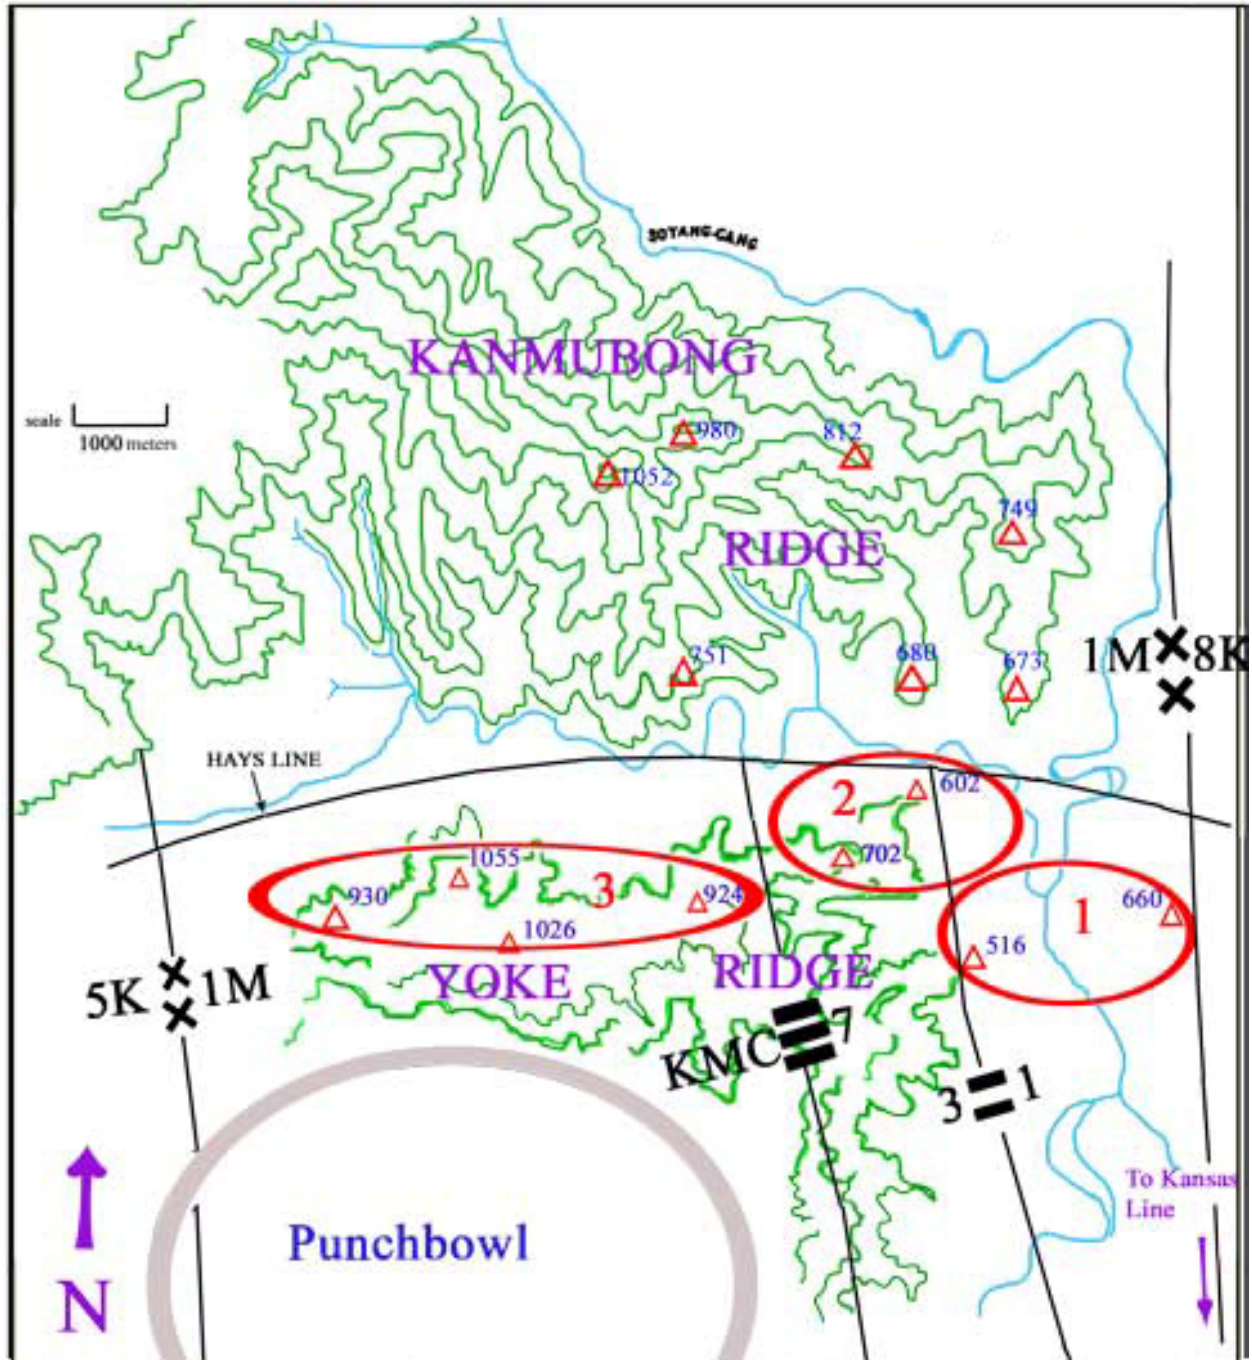 SOYANG-GANG
KANMUBONG
scale
1000 meters
980
812
1052
749
RIDGE
751
680
673
1M 8K
HAYS LINE
2
602
702
1055
3
924
930
1026
1
660
516
YOKE
RIDGE
5K 1M
KMC 7
3 1
To Kansas
Line
Punchbowl
N